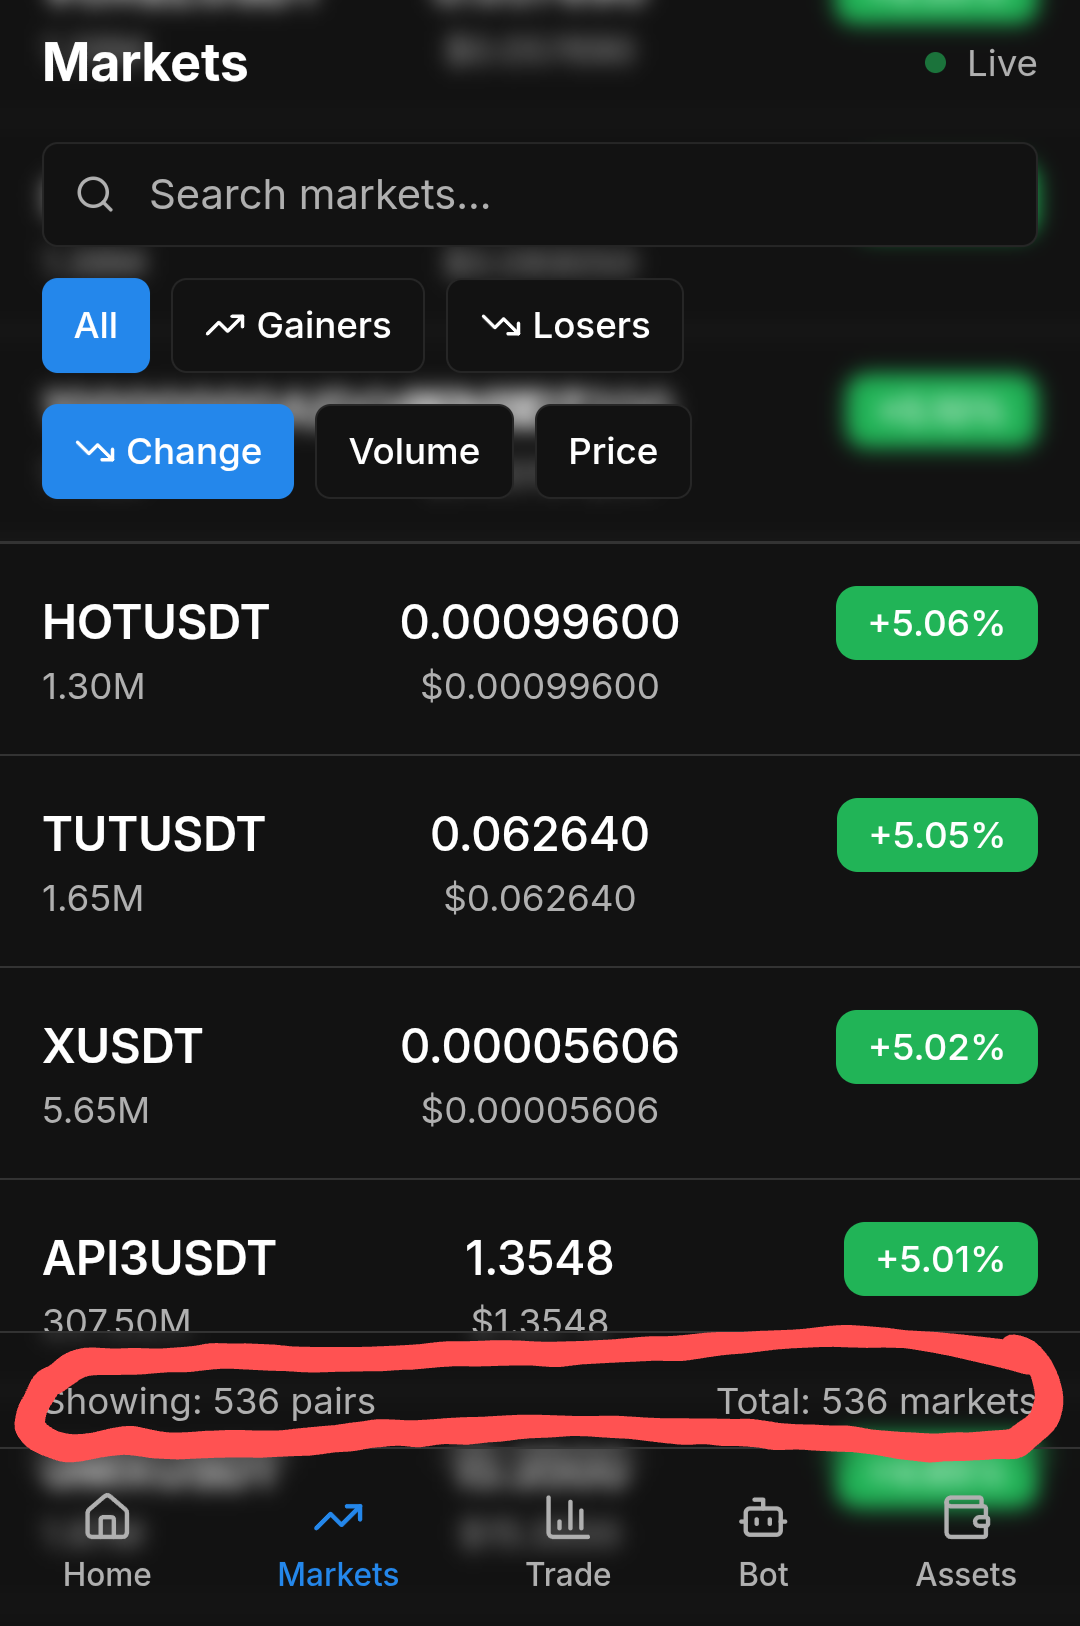 Markets
Live
Search markets...
All
Gainers
Losers
Change
Volume
Price
HOTUSDT 0.00099600 +5.06%
1.30M $0.00099600
TUTUSDT 0.062640 +5.05%
1.65M $0.062640
XUSDT 0.00005606 +5.02%
5.65M $0.00005606
API3USDT 1.3548 +5.01%
307.50M $1.3548
Showing: 536 pairs Total: 536 markets
Home Markets Trade Bot Assets